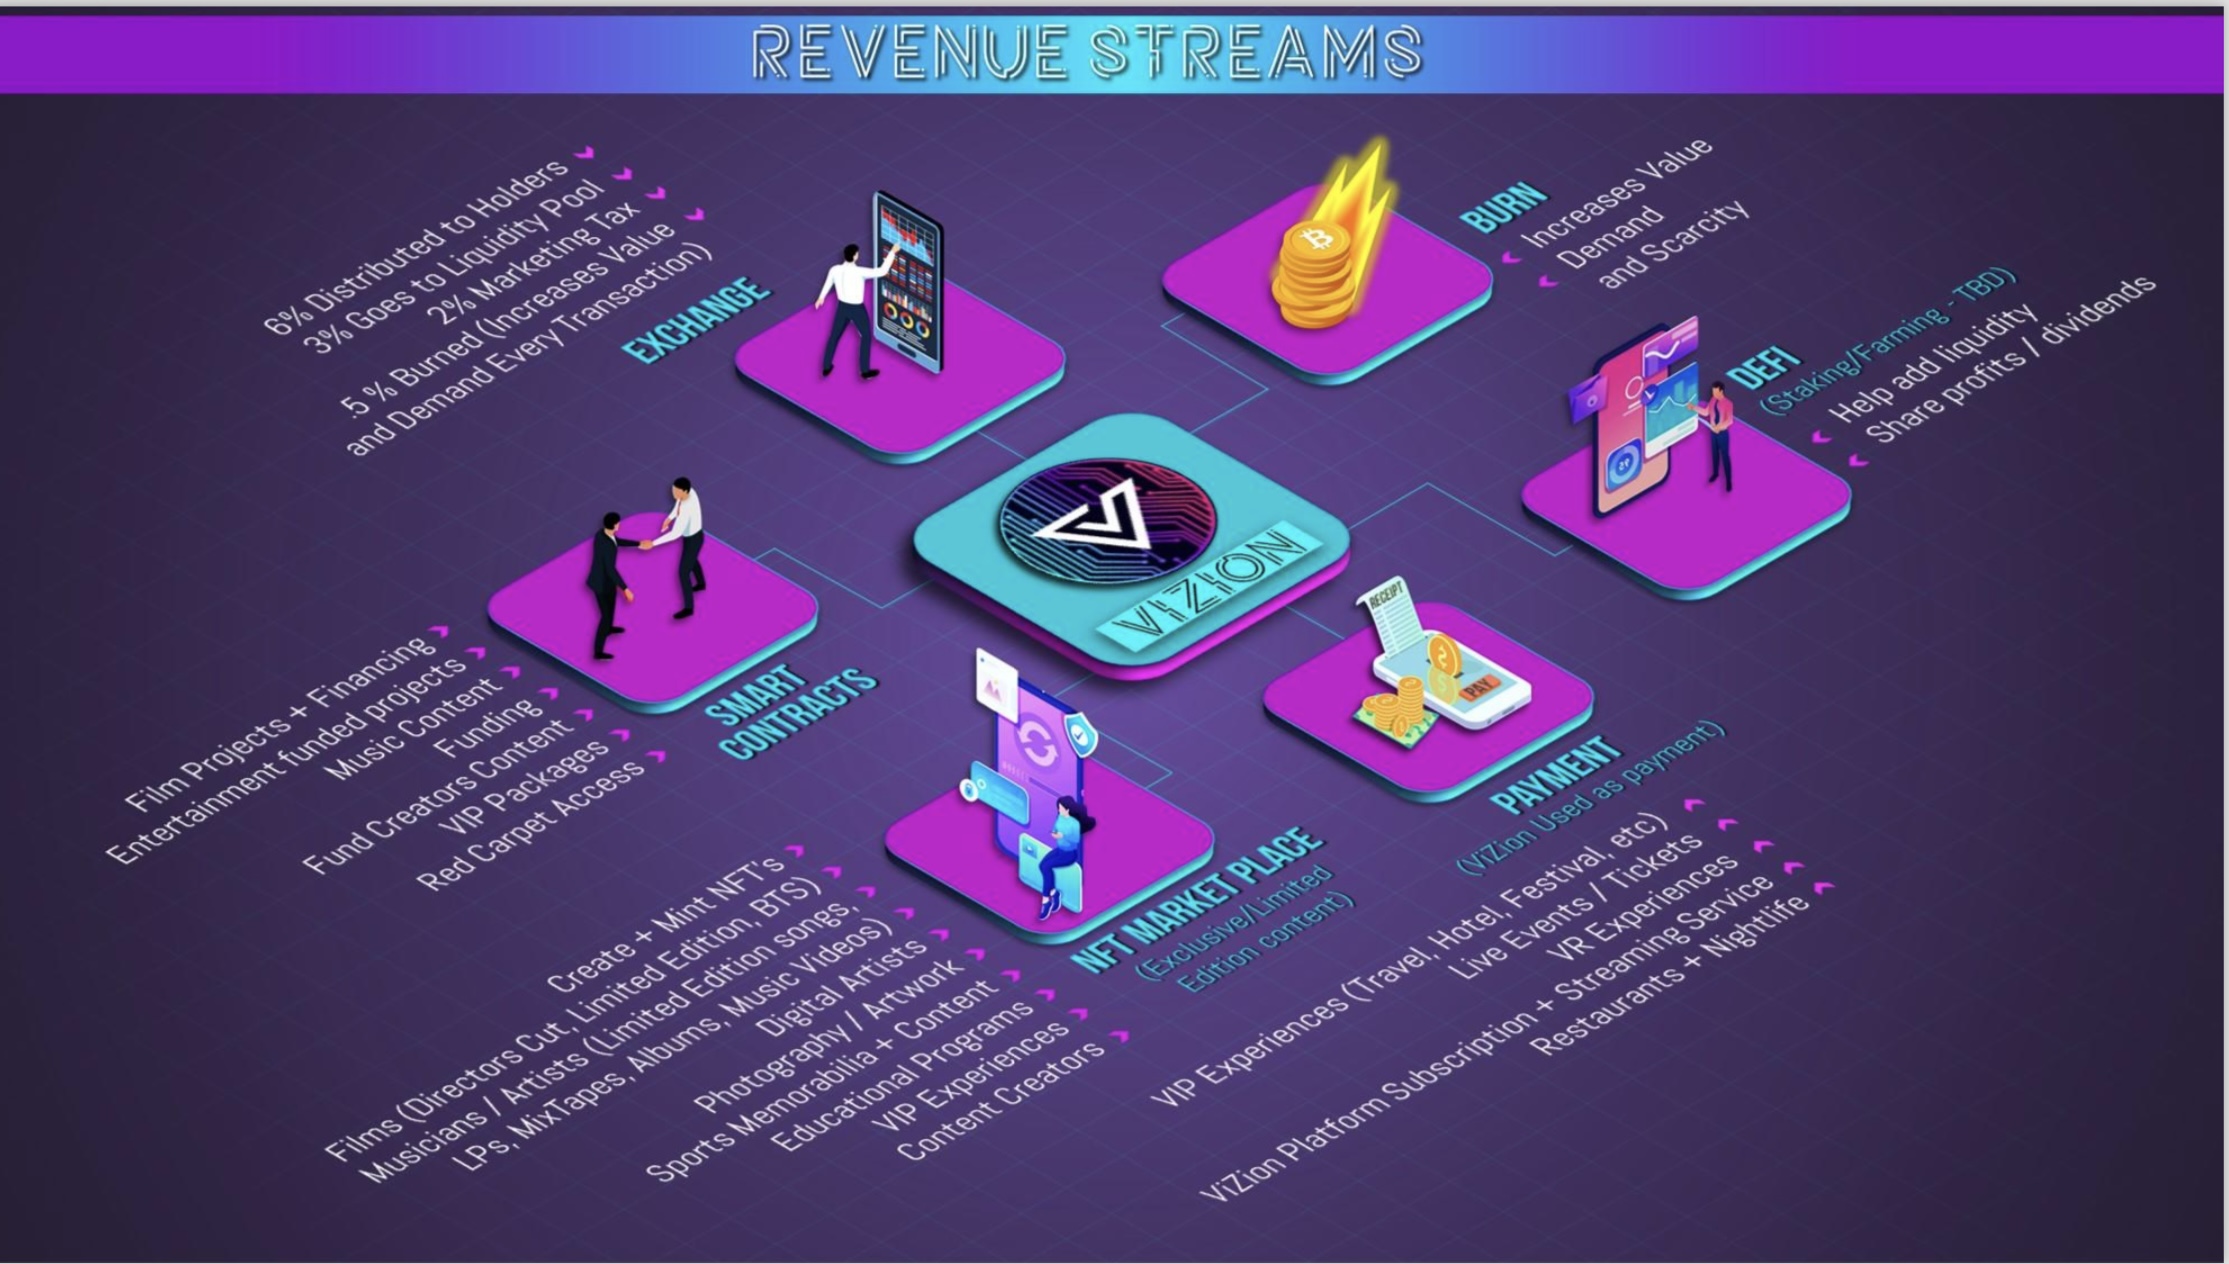 REVENUE STREAMS
6% Distributed to Holders
3% Goes to Liquidity Pool
2% Marketing Tax
.5 % Burned (Increases Value
and Demand Every Transaction)
EXCHANGE
BURN
Increases Value
Demand
and Scarcity
DEFI
(Staking/Farming - TBD)
Help add liquidity
Share profits / dividends
VIZION
SMART
CONTRACTS
Film Projects + Financing
Entertainment funded projects
Music Content
Funding
Fund Creators Content
VIP Packages
Red Carpet Access
RECEIPT
PAY
PAYMENT
(ViZion Used as payment)
VIP Experiences (Travel, Hotel, Festival, etc)
Live Events / Tickets
VR Experiences
ViZion Platform Subscription + Streaming Service
Restaurants + Nightlife
NFT MARKET PLACE
(Exclusive/Limited
Edition content)
Create + Mint NFT's
Films (Directors Cut, Limited Edition, BTS)
Musicians / Artists (Limited Edition songs,
LPs, MixTapes, Albums, Music Videos)
Digital Artists
Photography / Artwork
Sports Memorabilia + Content
Educational Programs
VIP Experiences
Content Creators